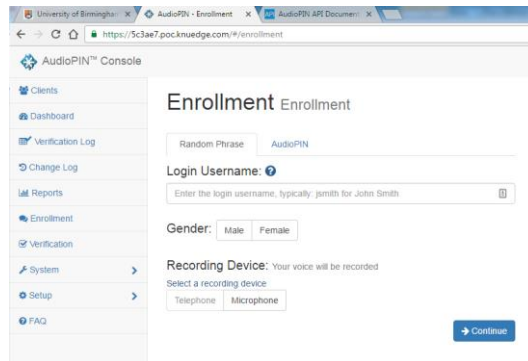 University of Birmingham
AudioPIN - Enrollment
AudioPIN API Document
https://5c3ae7.poc.knuedge.com/#/enrollment
AudioPIN™ Console
Clients
Dashboard
Verification Log
Change Log
Reports
Enrollment
Verification
System
Setup
FAQ
Enrollment Enrollment
Random Phrase AudioPIN
Login Username:
Enter the login username, typically: jsmith for John Smith
Gender: Male Female
Recording Device: Your voice will be recorded
Select a recording device
Telephone Microphone
Continue